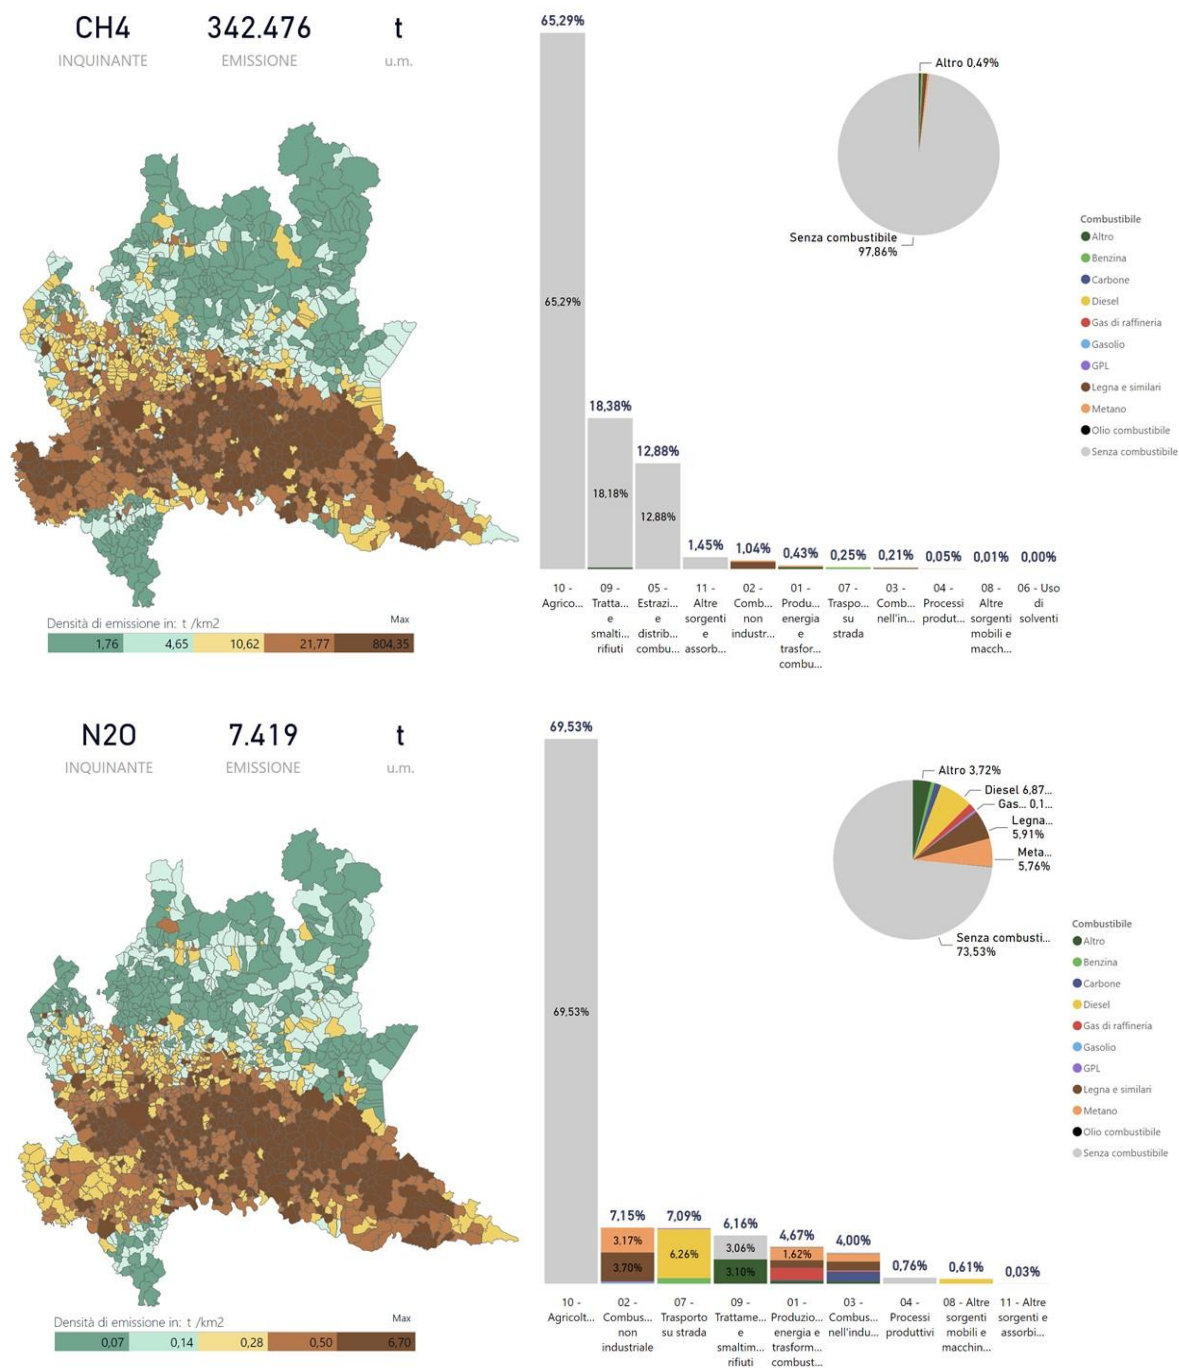 CH4 342.476 t
INQUINANTE EMISSIONE u.m.
Densità di emissione in: t /km2 Max
1,76 4,65 10,62 21,77 804,35
65,29%
65,29%
18,38%
18,18%
12,88%
12,88%
1,45%
1,04%
0,43%
0,25%
0,21%
0,05%
0,01%
0,00%
10 -
Agrico...
09 -
Tratta...
e
smalti...
rifiuti
05 -
Estrazi...
e
distrib...
combu...
11 -
Altre
sorgenti
e
assorb...
02 -
Comb...
non
industr...
01 -
Produ...
energia
e
trasfor...
combu...
07 -
Traspo...
su
strada
03 -
Comb...
nell'in...
04 -
Processi
produt...
08 -
Altre
sorgenti
mobili e
macch...
06 - Uso
di
solventi
Altro 0,49%
Senza combustibile
97,86%
Combustibile
Altro
Benzina
Carbone
Diesel
Gas di raffineria
Gasolio
GPL
Legna e similari
Metano
Olio combustibile
Senza combustibile
N2O 7.419 t
INQUINANTE EMISSIONE u.m.
Densità di emissione in: t /km2 Max
0,07 0,14 0,28 0,50 6,70
69,53%
69,53%
7,15%
3,17%
3,70%
7,09%
6,26%
6,16%
3,06%
3,10%
4,67%
1,62%
4,00%
0,76%
0,61%
0,03%
10 -
Agricolt...
02 -
Combus...
non
industriale
07 -
Trasporto
su strada
09 -
Trattame...
e
smaltim...
rifiuti
01 -
Produzio...
energia e
trasform...
combust...
03 -
Combus...
nell'indu...
04 -
Processi
produttivi
08 - Altre
sorgenti
mobili e
macchin...
11 - Altre
sorgenti e
assorbi...
Altro 3,72%
Diesel 6,87...
Gas... 0,1...
Legna...
5,91%
Meta...
5,76%
Senza combusti...
73,53%
Combustibile
Altro
Benzina
Carbone
Diesel
Gas di raffineria
Gasolio
GPL
Legna e similari
Metano
Olio combustibile
Senza combustibile